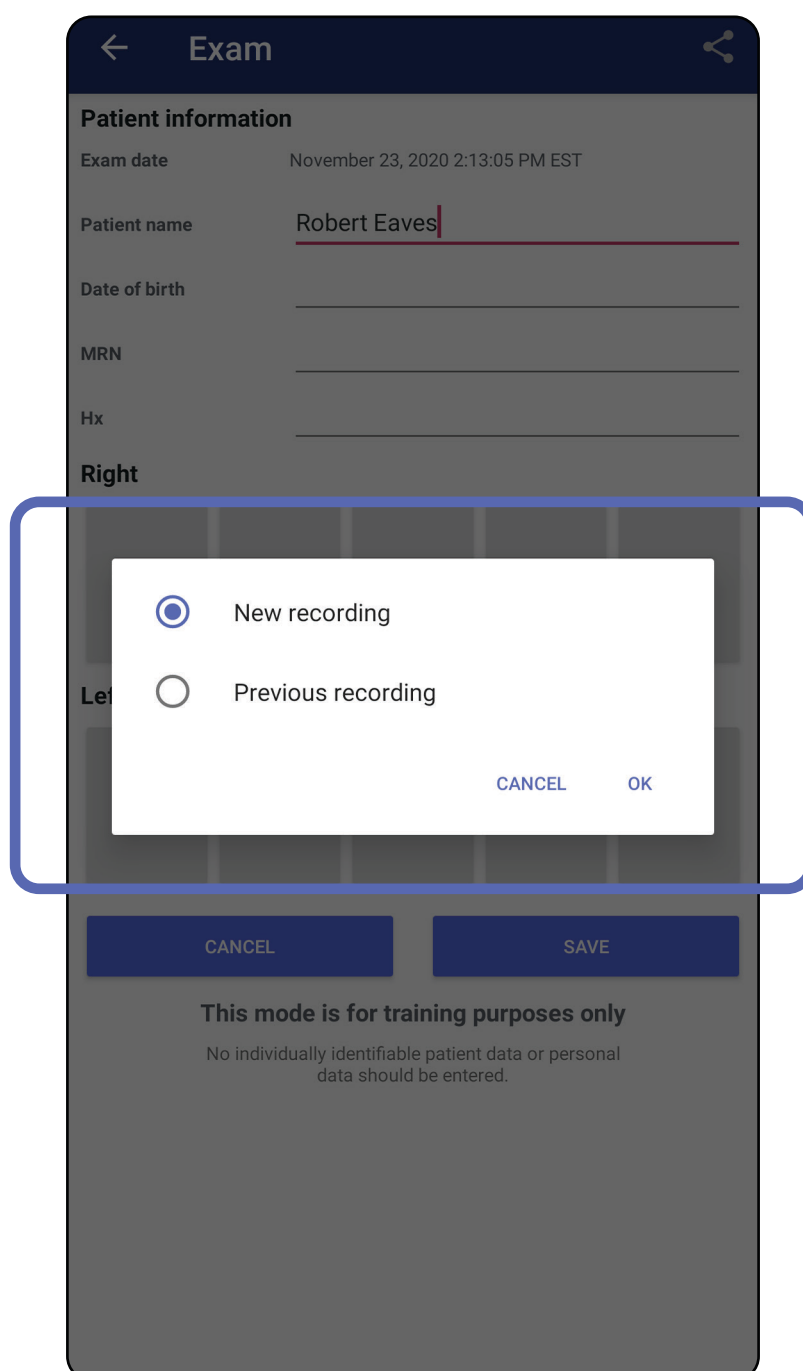 Exam
Patient information
Exam date November 23, 2020 2:13:05 PM EST
Patient name Robert Eaves
Date of birth
MRN
Hx
Right
New recording
Previous recording
CANCEL OK
CANCEL SAVE
This mode is for training purposes only
No individually identifiable patient data or personal
data should be entered.